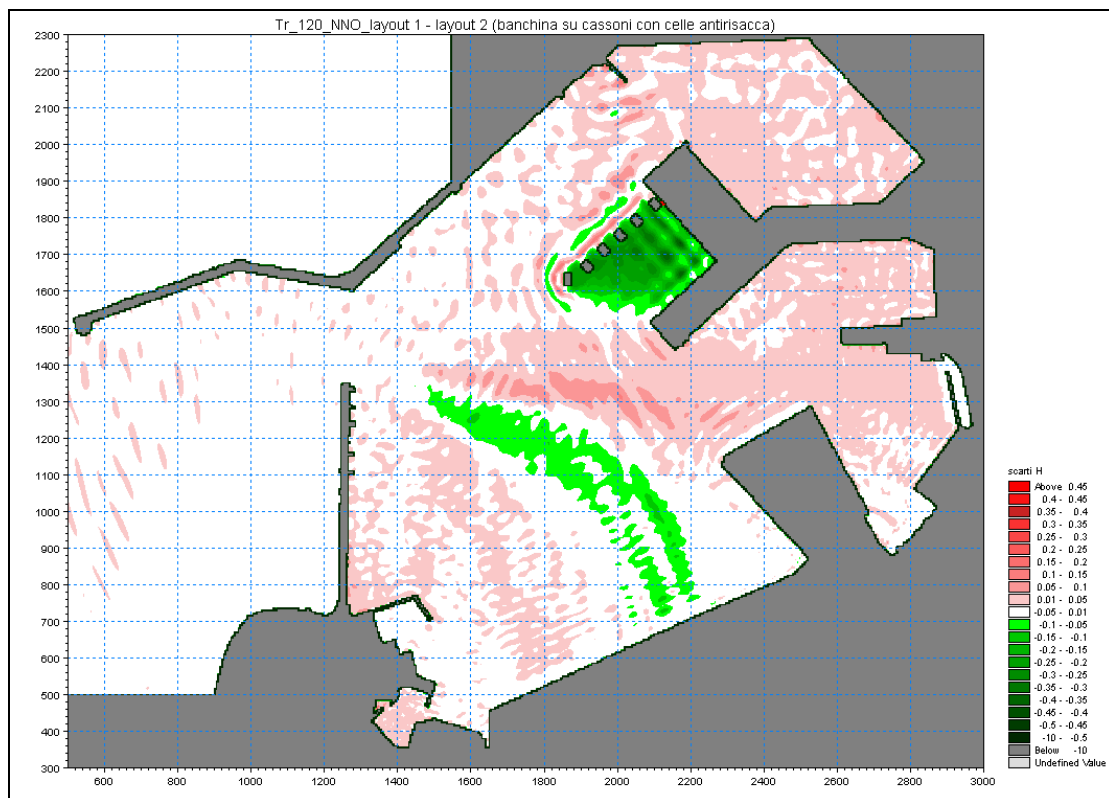 Tr_120_NNO_layout 1 - layout 2 (banchina su cassoni con celle antirisacca)
2300
2200
2100
2000
1900
1800
1700
1600
1500
1400
1300
1200
1100
1000
900
800
700
600
500
400
300
600 800 1000 1200 1400 1600 1800 2000 2200 2400 2600 2800 3000
scarti H
Above 0.45
0.4 - 0.45
0.35 - 0.4
0.3 - 0.35
0.25 - 0.3
0.2 - 0.25
0.15 - 0.2
0.1 - 0.15
0.05 - 0.1
0.01 - 0.05
-0.05 - 0.01
-0.1 - -0.05
-0.15 - -0.1
-0.2 - -0.15
-0.25 - -0.2
-0.3 - -0.25
-0.35 - -0.3
-0.4 - -0.35
-0.45 - -0.4
-0.5 - -0.45
-10 - -0.5
Below -10
Undefined Value